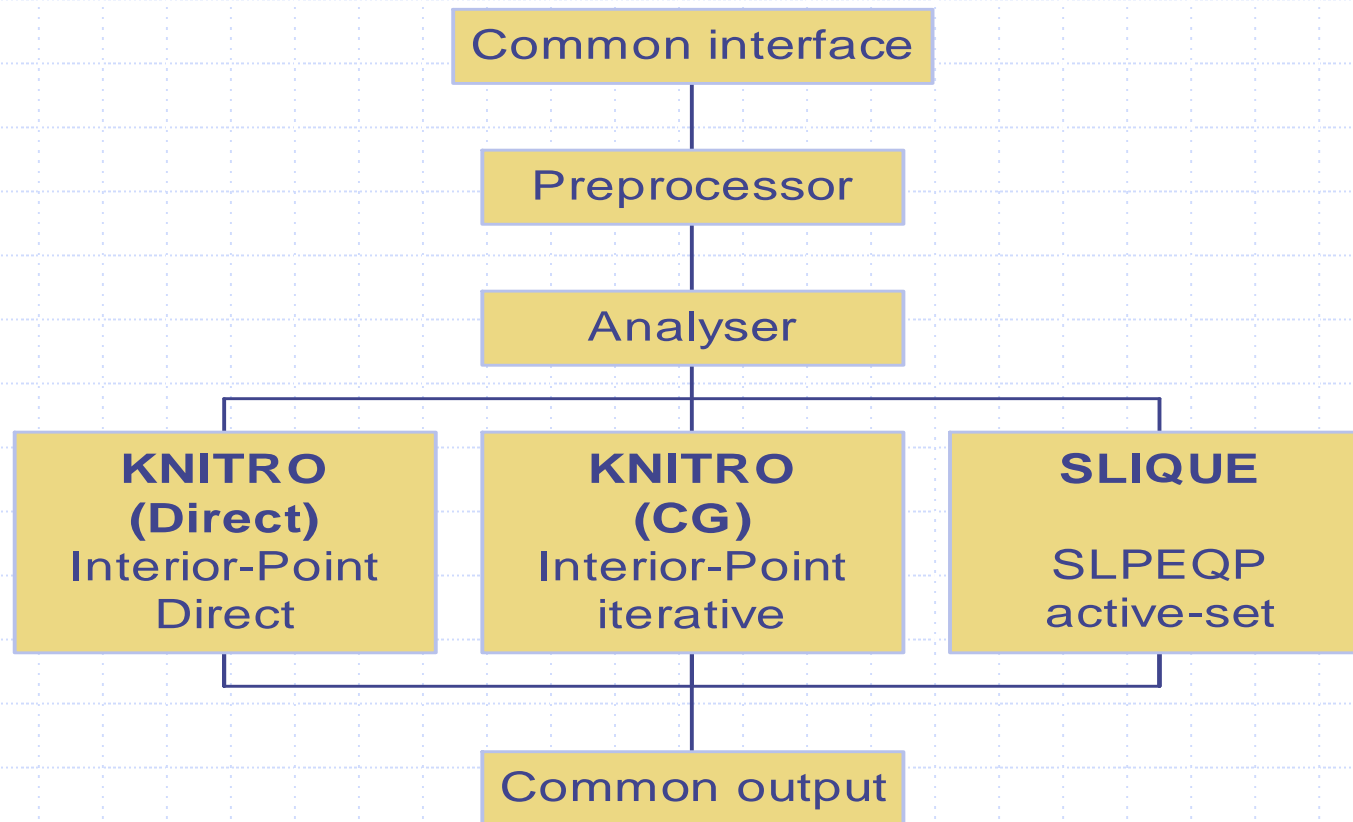 Common interface
Preprocessor
Analyser
KNITRO
(Direct)
Interior-Point
Direct
KNITRO
(CG)
Interior-Point
iterative
SLIQUE
SLPEQP
active-set
Common output